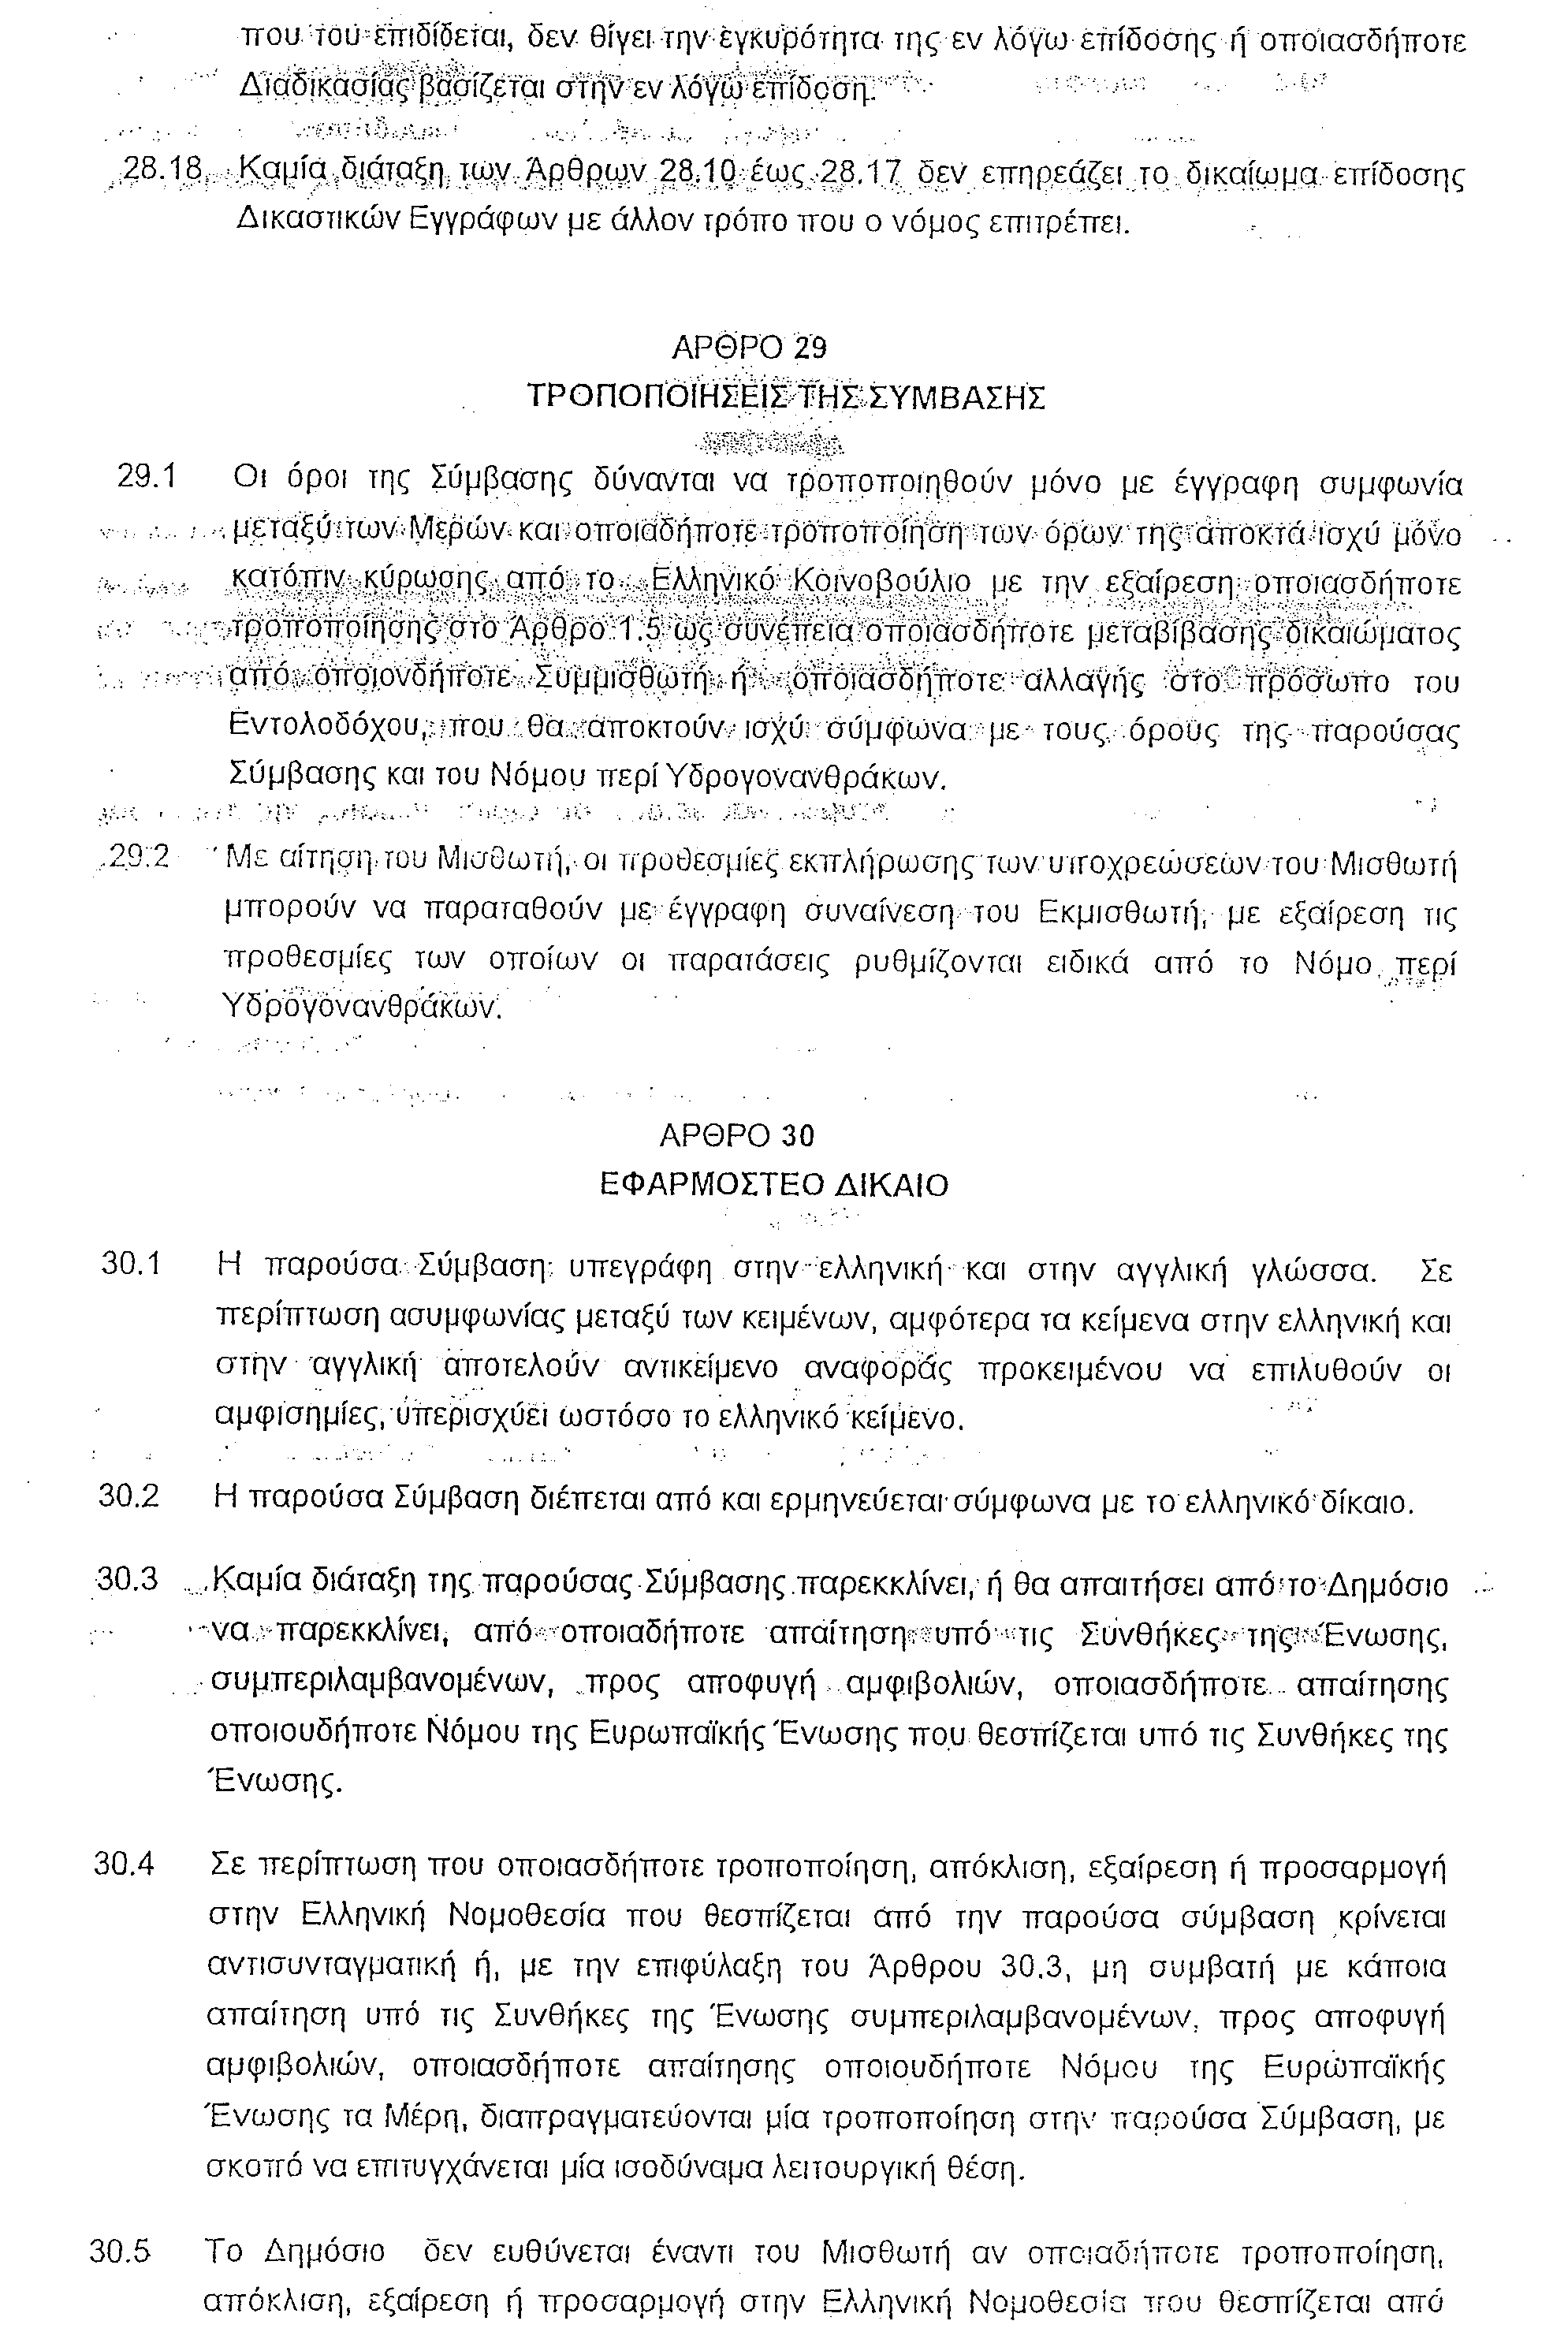 που του επιδίδεται, δεν θίγει την εγκυρότητα της εν λόγω επίδοσης ή οποιασδήποτε
Διαδικασίας βασίζεται στην εν λόγω επίδοση.
28.18 Καμία διάταξη των Άρθρων 28.10 έως 28.17 δεν επηρεάζει το δικαίωμα επίδοσης
Δικαστικών Εγγράφων με άλλον τρόπο που ο νόμος επιτρέπει.
ΑΡΘΡΟ 29
ΤΡΟΠΟΠΟΙΗΣΕΙΣ ΤΗΣ ΣΥΜΒΑΣΗΣ
29.1 Οι όροι της Σύμβασης δύνανται να τροποποιηθούν μόνο με έγγραφη συμφωνία
μεταξύ των Μερών και οποιαδήποτε τροποποίηση των όρων της αποκτά ισχύ μόνο
κατόπιν κύρωσης από το Ελληνικό Κοινοβούλιο με την εξαίρεση οποιασδήποτε
τροποποίησης στο Άρθρο 1.5 ως συνέπεια οποιασδήποτε μεταβίβασης δικαιώματος
από οποιονδήποτε Συμμισθωτή ή οποιασδήποτε αλλαγής στο πρόσωπο του
Εντολοδόχου, που θα αποκτούν ισχύ σύμφωνα με τους όρους της παρούσας
Σύμβασης και του Νόμου περί Υδρογονανθράκων.
29.2 Με αίτηση του Μισθωτή, οι προθεσμίες εκπλήρωσης των υποχρεώσεων του Μισθωτή
μπορούν να παραταθούν με έγγραφη συναίνεση του Εκμισθωτή, με εξαίρεση τις
προθεσμίες των οποίων οι παρατάσεις ρυθμίζονται ειδικά από το Νόμο περί
Υδρογονανθράκων.
ΑΡΘΡΟ 30
ΕΦΑΡΜΟΣΤΕΟ ΔΙΚΑΙΟ
30.1 Η παρούσα Σύμβαση υπεγράφη στην ελληνική και στην αγγλική γλώσσα. Σε
περίπτωση ασυμφωνίας μεταξύ των κειμένων, αμφότερα τα κείμενα στην ελληνική και
στην αγγλική αποτελούν αντικείμενο αναφοράς προκειμένου να επιλυθούν οι
αμφισημίες, υπερισχύει ωστόσο το ελληνικό κείμενο.
30.2 Η παρούσα Σύμβαση διέπεται από και ερμηνεύεται σύμφωνα με το ελληνικό δίκαιο.
30.3 Καμία διάταξη της παρούσας Σύμβασης παρεκκλίνει, ή θα απαιτήσει από το Δημόσιο
να παρεκκλίνει, από οποιαδήποτε απαίτηση υπό τις Συνθήκες της Ένωσης,
συμπεριλαμβανομένων, προς αποφυγή αμφιβολιών, οποιασδήποτε απαίτησης
οποιουδήποτε Νόμου της Ευρωπαϊκής Ένωσης που θεσπίζεται υπό τις Συνθήκες της
Ένωσης.
30.4 Σε περίπτωση που οποιασδήποτε τροποποίηση, απόκλιση, εξαίρεση ή προσαρμογή
στην Ελληνική Νομοθεσία που θεσπίζεται από την παρούσα σύμβαση κρίνεται
αντισυνταγματική ή, με την επιφύλαξη του Άρθρου 30.3, μη συμβατή με κάποια
απαίτηση υπό τις Συνθήκες της Ένωσης συμπεριλαμβανομένων, προς αποφυγή
αμφιβολιών, οποιασδήποτε απαίτησης οποιουδήποτε Νόμου της Ευρωπαϊκής
Ένωσης τα Μέρη, διαπραγματεύονται μία τροποποίηση στην παρούσα Σύμβαση, με
σκοπό να επιτυγχάνεται μία ισοδύναμα λειτουργική θέση.
30.5 Το Δημόσιο δεν ευθύνεται έναντι του Μισθωτή αν οποιαδήποτε τροποποίηση,
απόκλιση, εξαίρεση ή προσαρμογή στην Ελληνική Νομοθεσία που θεσπίζεται από